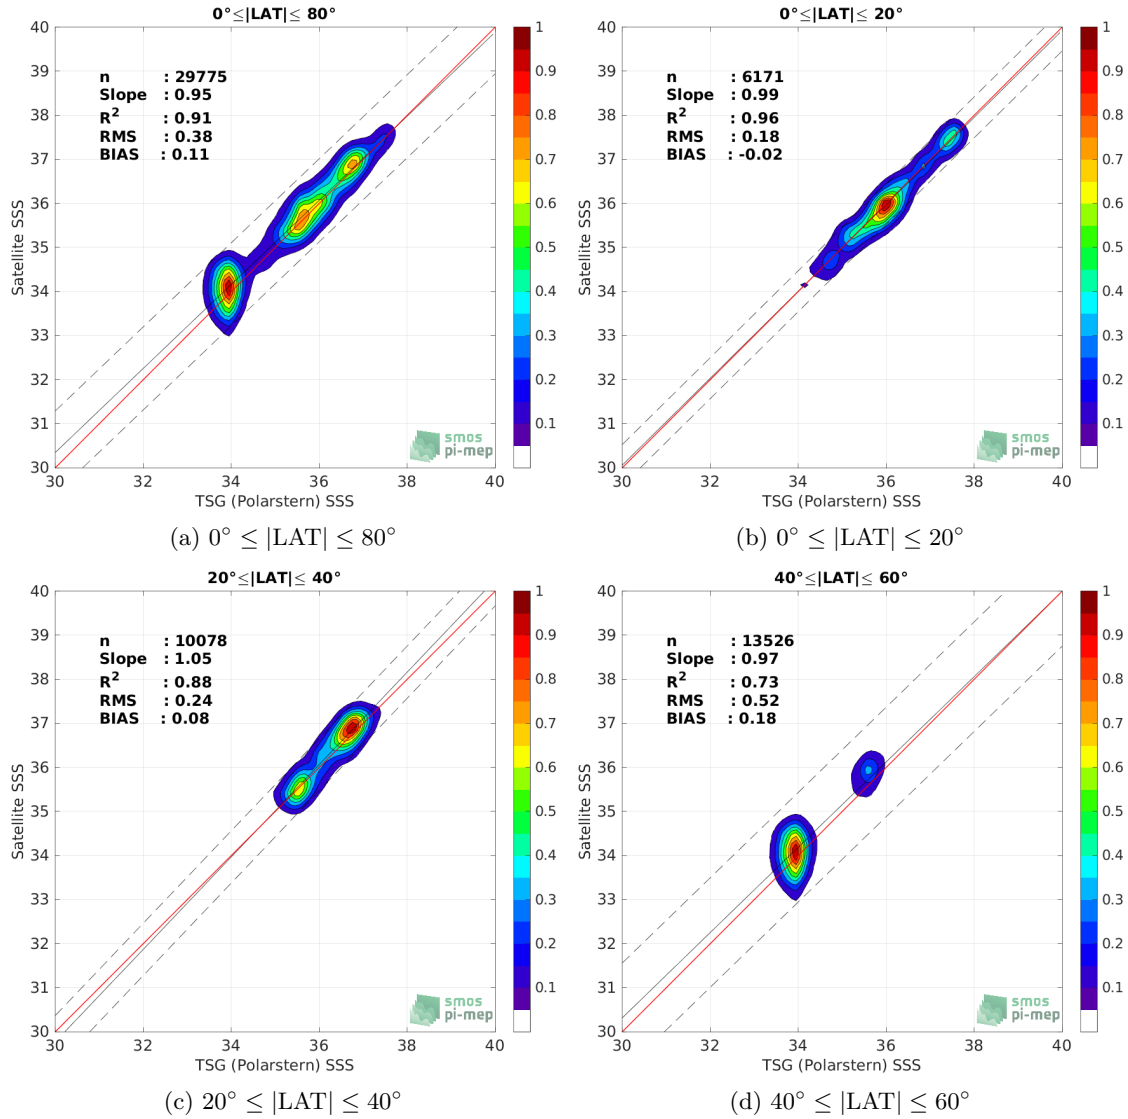 0°≤|LAT|≤ 80°
n : 29775
Slope : 0.95
R² : 0.91
RMS : 0.38
BIAS : 0.11
Satellite SSS
40
39
38
37
36
35
34
33
32
31
30
30 32 34 36 38 40
TSG (Polarstern) SSS
1
0.9
0.8
0.7
0.6
0.5
0.4
0.3
0.2
0.1
smos
pi-mep
(a) 0° ≤ |LAT| ≤ 80°
0°≤|LAT|≤ 20°
n : 6171
Slope : 0.99
R² : 0.96
RMS : 0.18
BIAS : -0.02
Satellite SSS
40
39
38
37
36
35
34
33
32
31
30
30 32 34 36 38 40
TSG (Polarstern) SSS
1
0.9
0.8
0.7
0.6
0.5
0.4
0.3
0.2
0.1
smos
pi-mep
(b) 0° ≤ |LAT| ≤ 20°
20°≤|LAT|≤ 40°
n : 10078
Slope : 1.05
R² : 0.88
RMS : 0.24
BIAS : 0.08
Satellite SSS
40
39
38
37
36
35
34
33
32
31
30
30 32 34 36 38 40
TSG (Polarstern) SSS
1
0.9
0.8
0.7
0.6
0.5
0.4
0.3
0.2
0.1
smos
pi-mep
(c) 20° ≤ |LAT| ≤ 40°
40°≤|LAT|≤ 60°
n : 13526
Slope : 0.97
R² : 0.73
RMS : 0.52
BIAS : 0.18
Satellite SSS
40
39
38
37
36
35
34
33
32
31
30
30 32 34 36 38 40
TSG (Polarstern) SSS
1
0.9
0.8
0.7
0.6
0.5
0.4
0.3
0.2
0.1
smos
pi-mep
(d) 40° ≤ |LAT| ≤ 60°